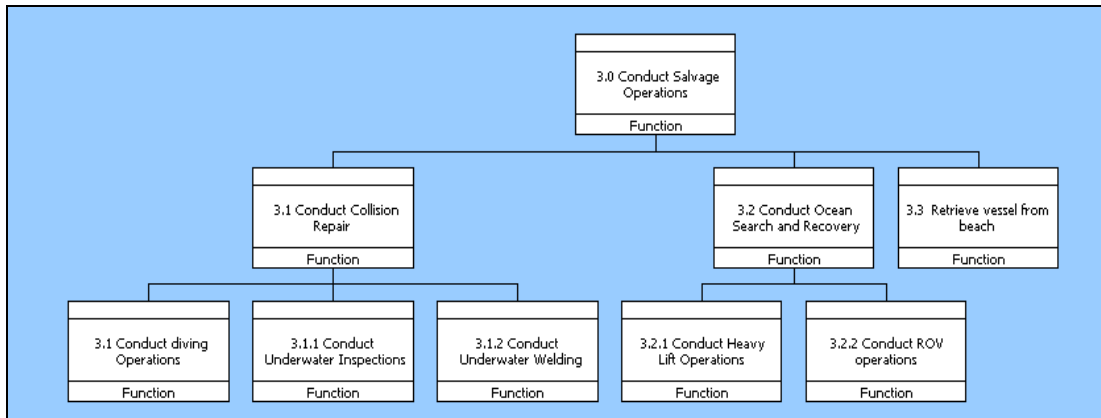 3.0 Conduct Salvage
Operations
Function
3.1 Conduct Collision
Repair
Function
3.2 Conduct Ocean
Search and Recovery
Function
3.3 Retrieve vessel from
beach
Function
3.1 Conduct diving
Operations
Function
3.1.1 Conduct
Underwater Inspections
Function
3.1.2 Conduct
Underwater Welding
Function
3.2.1 Conduct Heavy
Lift Operations
Function
3.2.2 Conduct ROV
operations
Function